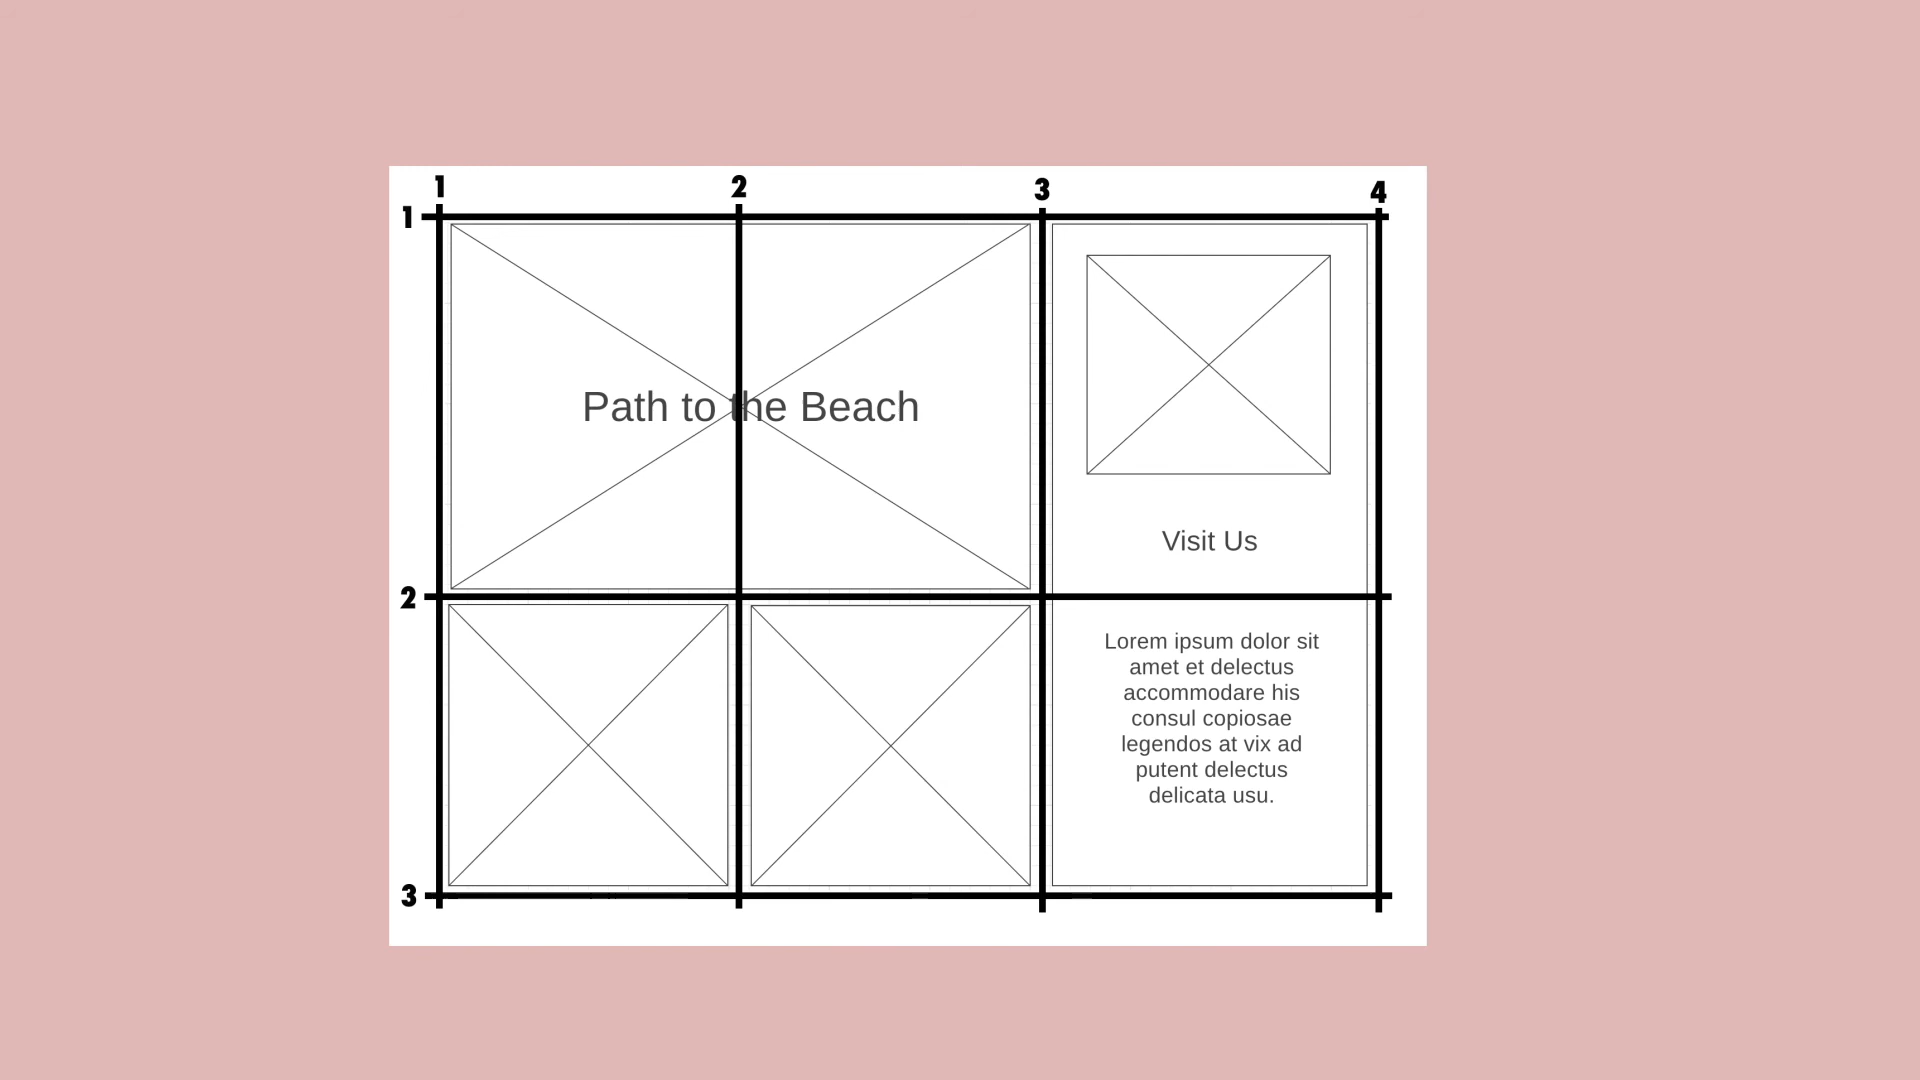 1 2 3 4
1
Path to the Beach
Visit Us
2
Lorem ipsum dolor sit
amet et delectus
accommodare his
consul copiosae
legendos at vix ad
putent delectus
delicata usu.
3